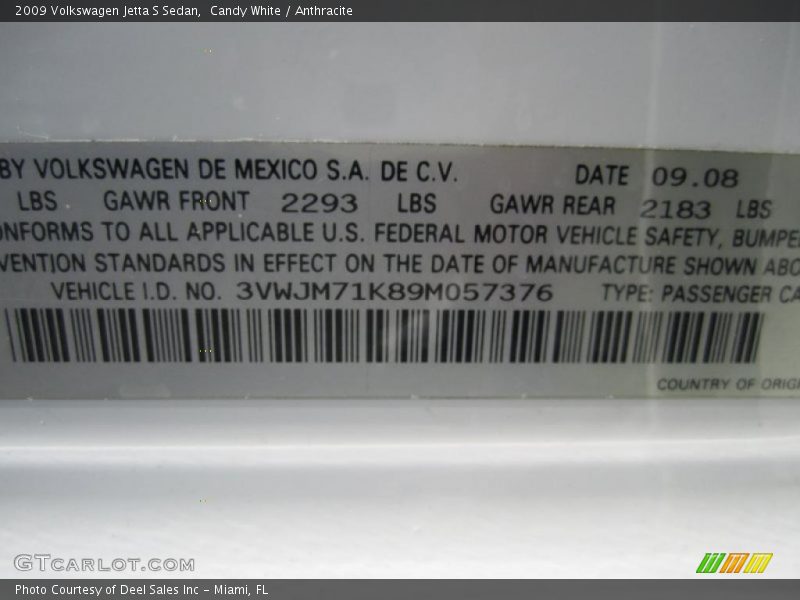 2009 Volkswagen Jetta S Sedan,  Candy White / Anthracite
BY VOLKSWAGEN DE MEXICO S.A. DE C.V. DATE 09.08
LBS GAWR FRONT 2293 LBS GAWR REAR 2183 LBS
ONFORMS TO ALL APPLICABLE U.S. FEDERAL MOTOR VEHICLE SAFETY, BUMPE
VENTION STANDARDS IN EFFECT ON THE DATE OF MANUFACTURE SHOWN ABO
VEHICLE I.D. NO. 3VWJM71K89M057376 TYPE: PASSENGER CA
COUNTRY OF ORIGI
GTCARLOT.COM
Photo Courtesy of Deel Sales Inc - Miami, FL